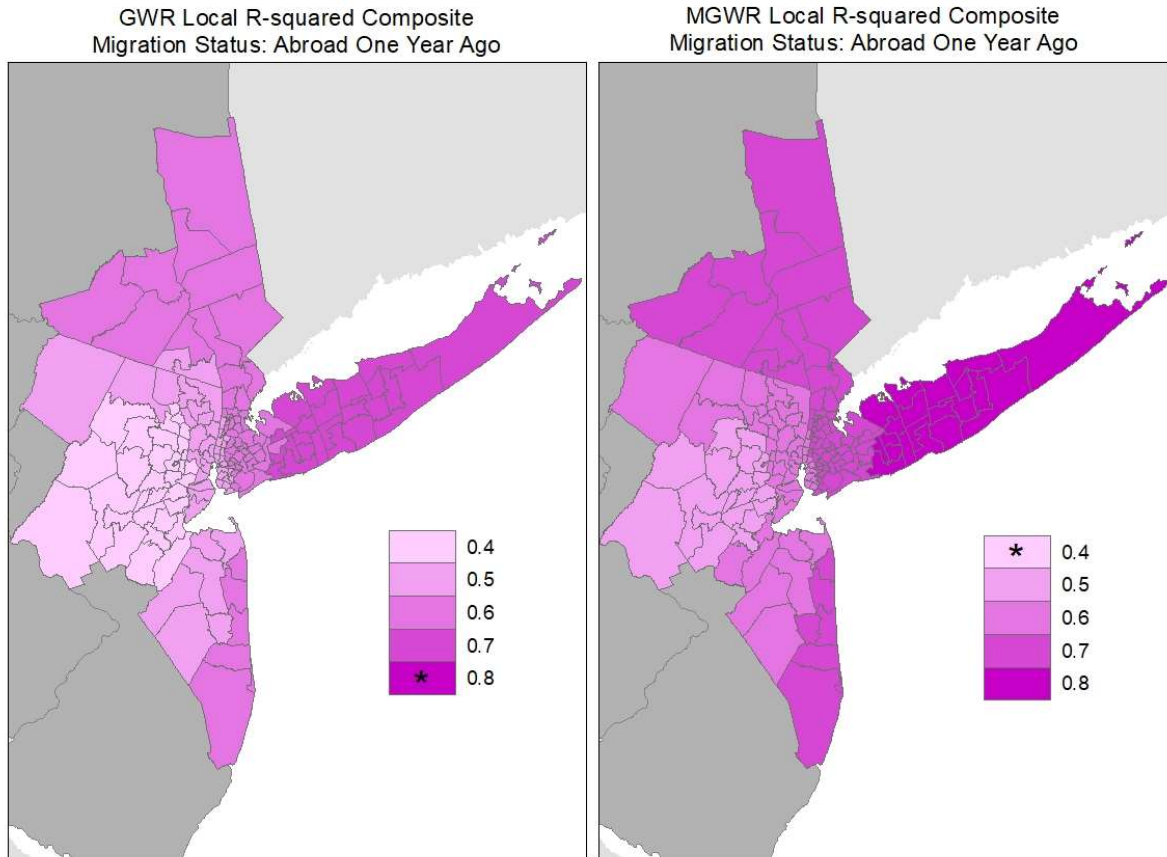 GWR Local R-squared Composite
Migration Status: Abroad One Year Ago
MGWR Local R-squared Composite
Migration Status: Abroad One Year Ago
0.4
0.5
0.6
0.7
* 0.8
* 0.4
0.5
0.6
0.7
0.8